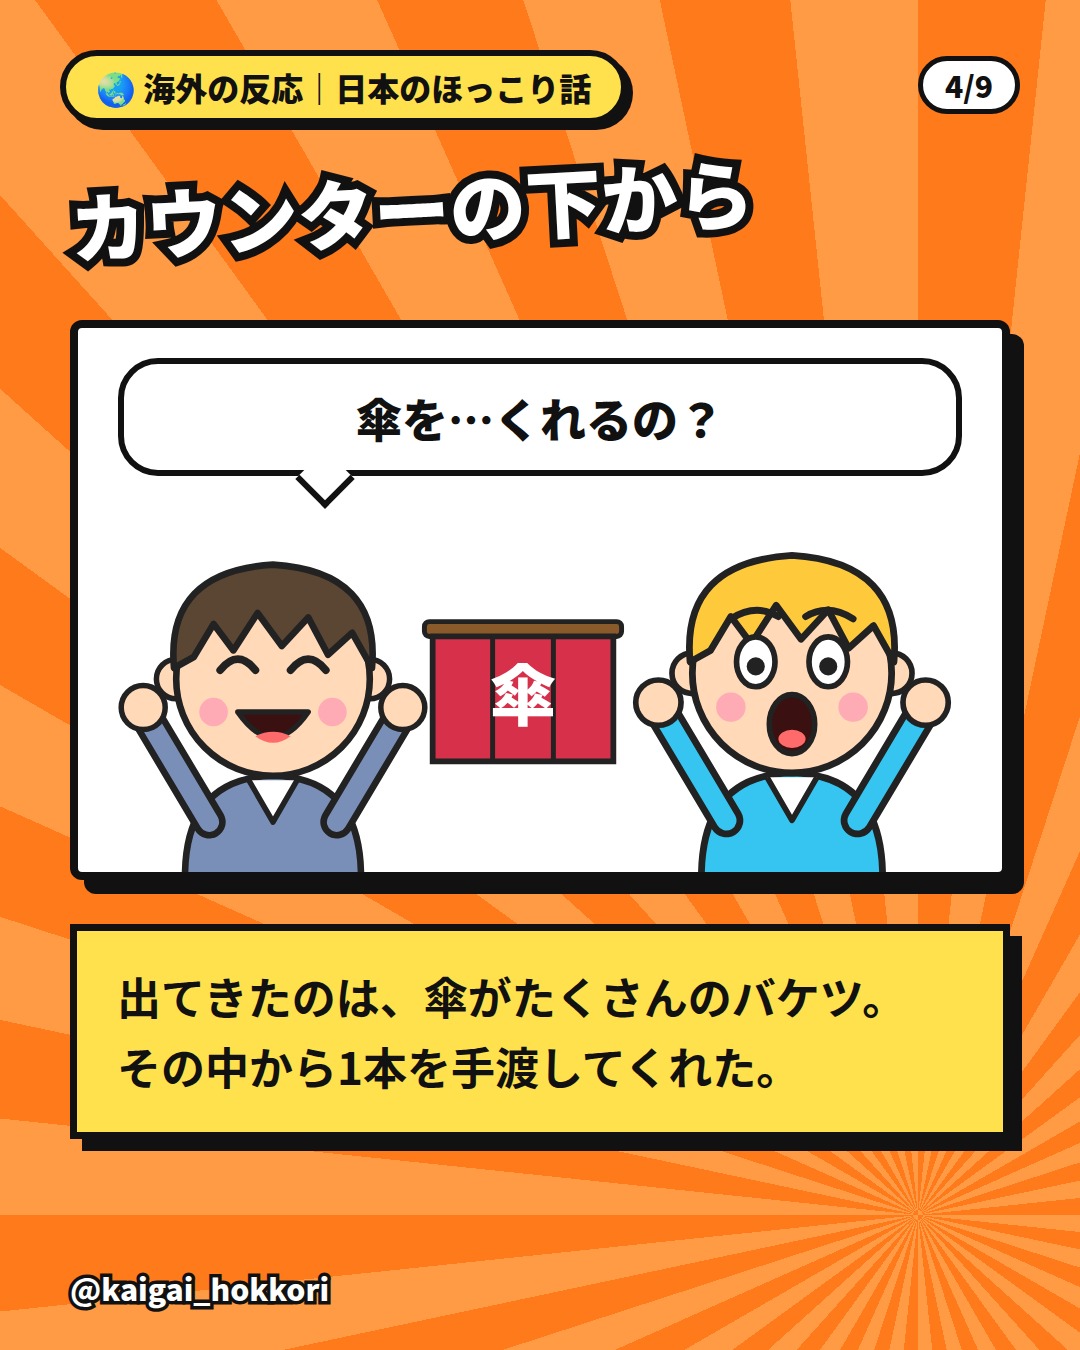 🌏 海外の反応｜日本のほっこり話
4/9
カウンターの下から
傘を…くれるの？
傘
出てきたのは、傘がたくさんのバケツ。
その中から1本を手渡してくれた。
@kaigai_hokkori